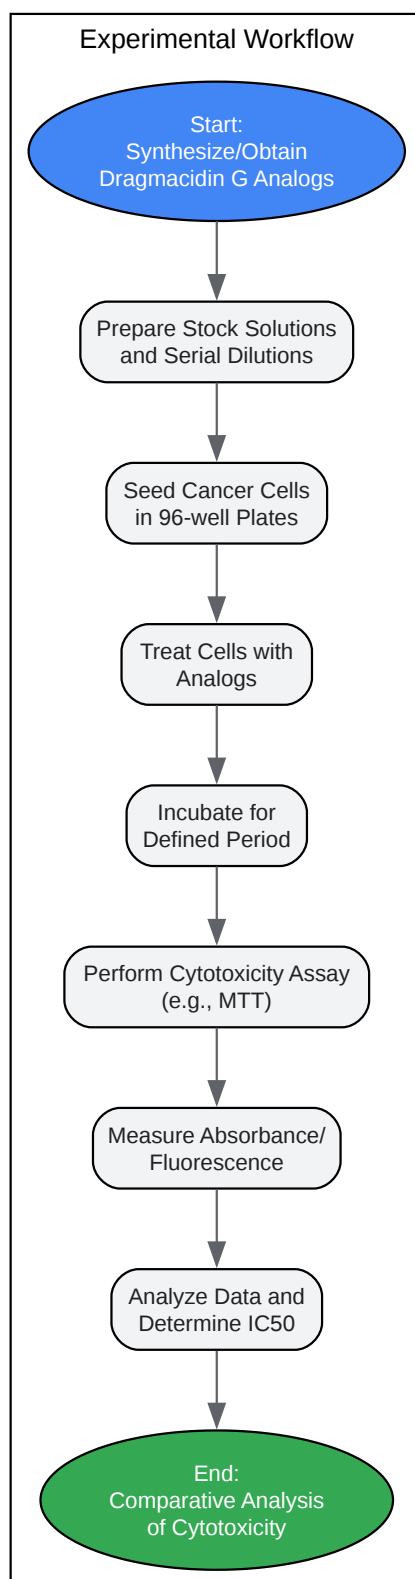 Experimental Workflow
Start:
Synthesize/Obtain
Dragmacidin G Analogs
Prepare Stock Solutions
and Serial Dilutions
Seed Cancer Cells
in 96-well Plates
Treat Cells with
Analogs
Incubate for
Defined Period
Perform Cytotoxicity Assay
(e.g., MTT)
Measure Absorbance/
Fluorescence
Analyze Data and
Determine IC50
End:
Comparative Analysis
of Cytotoxicity